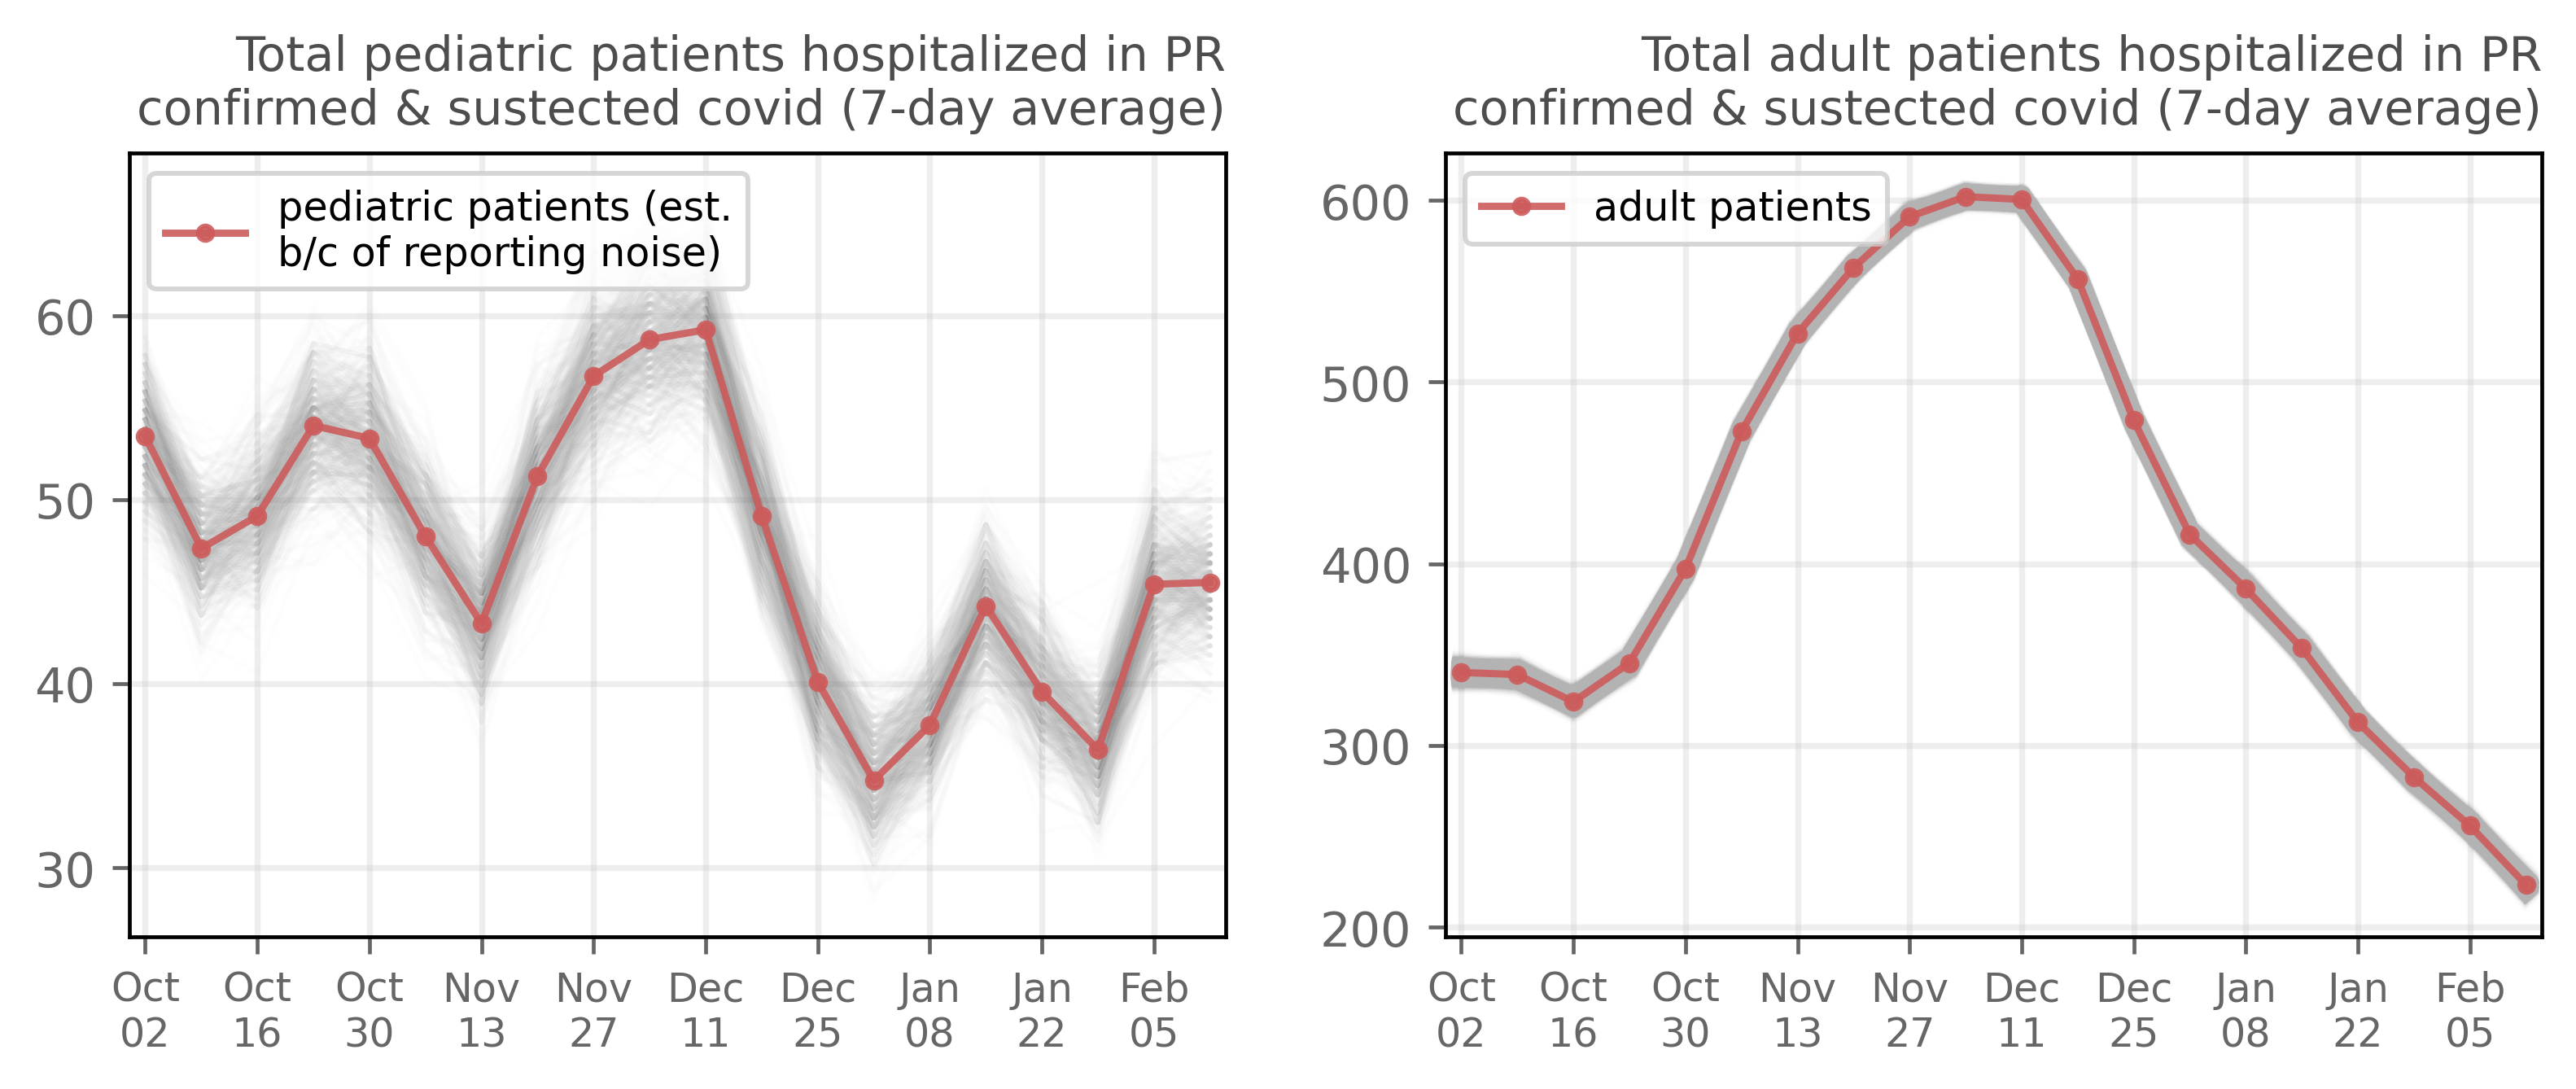 Total pediatric patients hospitalized in PR
confirmed & sustected covid (7-day average)
pediatric patients (est.
b/c of reporting noise)
60
50
40
30
Oct Oct Oct Nov Nov Dec Dec Jan Jan Feb
02 16 30 13 27 11 25 08 22 05
Total adult patients hospitalized in PR
confirmed & sustected covid (7-day average)
adult patients
600
500
400
300
200
Oct Oct Oct Nov Nov Dec Dec Jan Jan Feb
02 16 30 13 27 11 25 08 22 05